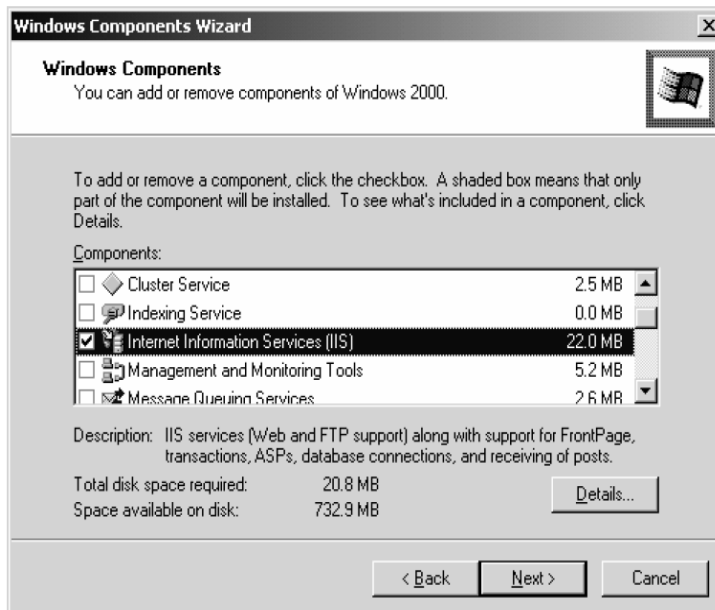 Windows Components Wizard
Windows Components
You can add or remove components of Windows 2000.
To add or remove a component, click the checkbox. A shaded box means that only
part of the component will be installed. To see what's included in a component, click
Details.
Components:
Cluster Service 2.5 MB
Indexing Service 0.0 MB
Internet Information Services (IIS) 22.0 MB
Management and Monitoring Tools 5.2 MB
Message Queuing Services 2.6 MB
Description: IIS services (Web and FTP support) along with support for FrontPage,
transactions, ASPs, database connections, and receiving of posts.
Total disk space required: 20.8 MB
Space available on disk: 732.9 MB
Details...
< Back Next > Cancel